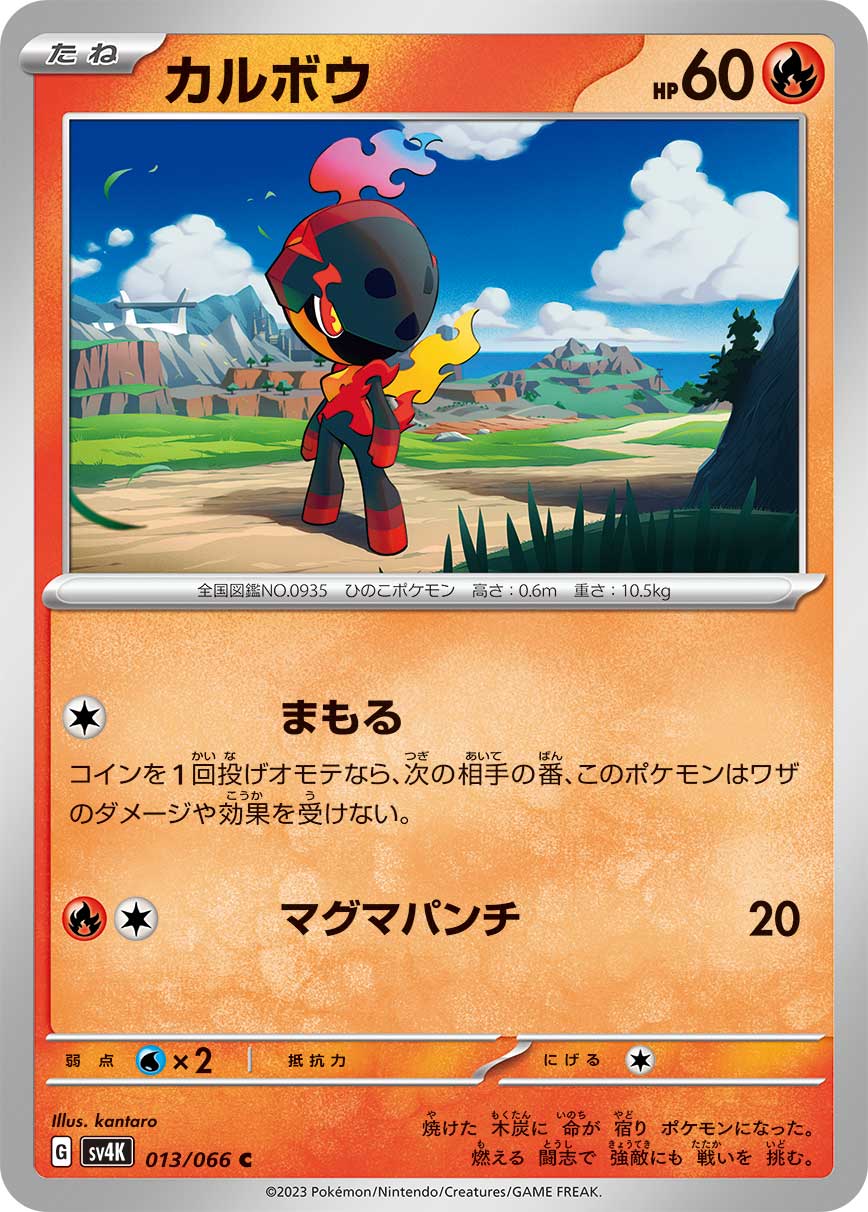 たね
カルボウ
HP60
全国図鑑NO.0935 ひのこポケモン 高さ：0.6m 重さ：10.5kg
まもる
コインを1回投げオモテなら、次の相手の番、このポケモンはワザ
のダメージや効果を受けない。
マグマパンチ 20
弱点 ×2 抵抗力 にげる
Illus. kantaro
焼けた 木炭に 命が 宿り ポケモンになった。
燃える 闘志で 強敵にも 戦いを 挑む。
G SV4K 013/066 C
©2023 Pokémon/Nintendo/Creatures/GAME FREAK.